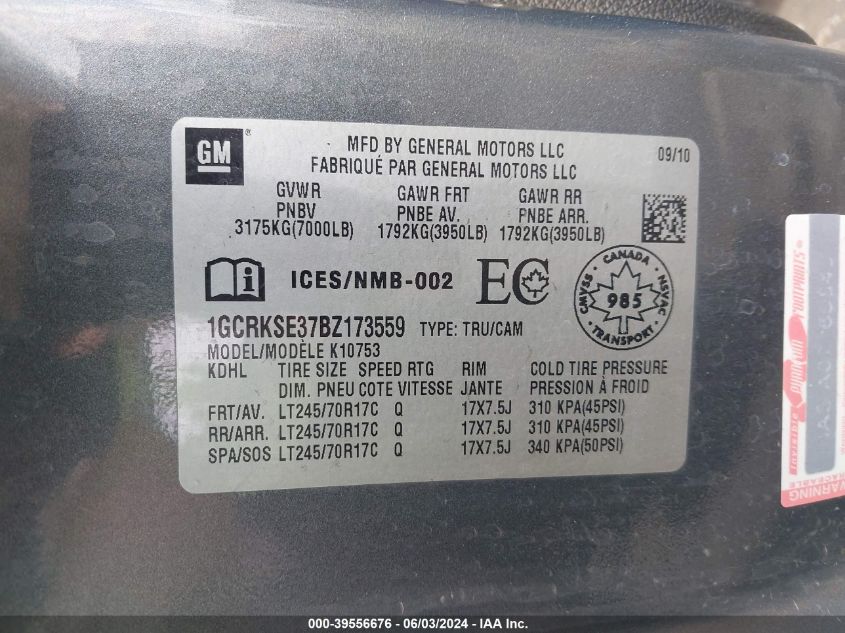 GM
MFD BY GENERAL MOTORS LLC
FABRIQUÉ PAR GENERAL MOTORS LLC
09/10
GVWR GAWR FRT GAWR RR
PNBV PNBE AV. PNBE ARR.
3175KG(7000LB) 1792KG(3950LB) 1792KG(3950LB)
i ICES/NMB-002 EC
CANADA
CMVSS 985 NSVAC
TRANSPORT
1GCRKSE37BZ173559 TYPE: TRU/CAM
MODEL/MODÈLE K10753
KDHL TIRE SIZE SPEED RTG RIM COLD TIRE PRESSURE
DIM. PNEU COTE VITESSE JANTE PRESSION À FROID
FRT/AV. LT245/70R17C Q 17X7.5J 310 KPA(45PSI)
RR/ARR. LT245/70R17C Q 17X7.5J 310 KPA(45PSI)
SPA/SOS LT245/70R17C Q 17X7.5J 340 KPA(50PSI)
PHANTOM FOOTPRINTS
WARNING
000-39556676 / 06/03/2024 - IAA Inc.